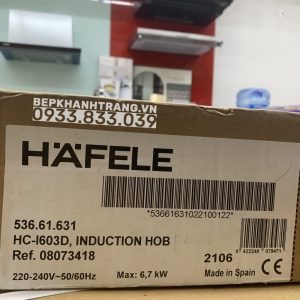 BEPKHANHTRANG.VN
0933.833.039
HÄFELE
*53661631022100122*
536.61.631
HC-I603D, INDUCTION HOB
Ref. 08073418
2106
Made in Spain
220-240V~50/60Hz
Max: 6,7 kW